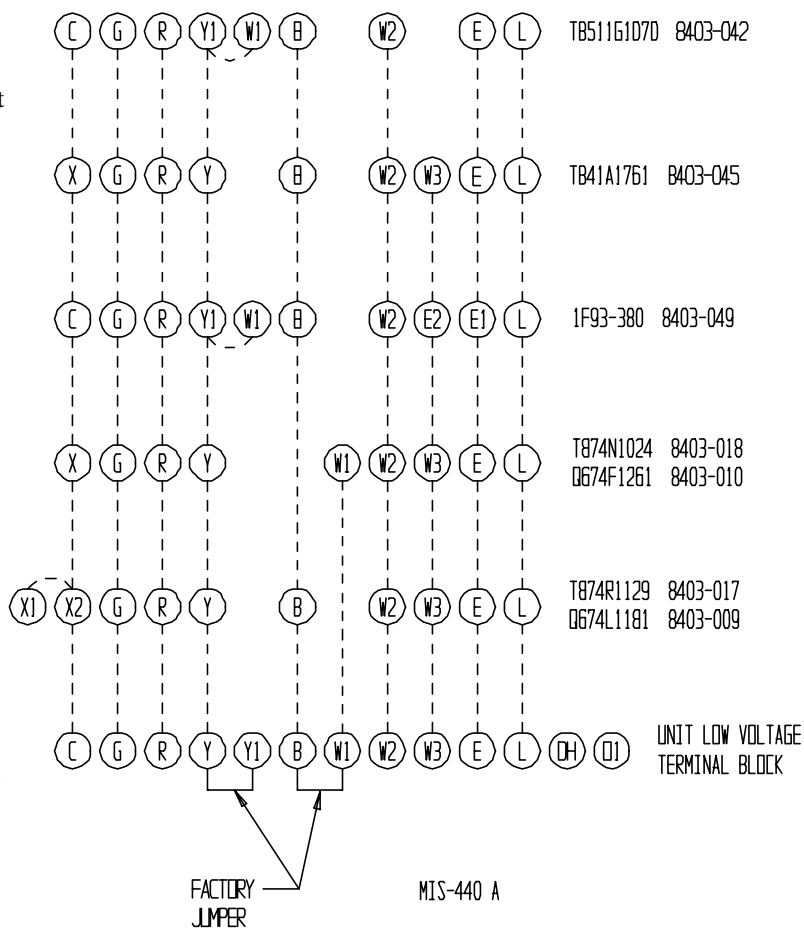 C G R Y1 W1 B W2 E L TB511G1D7D 8403-042
t
X G R Y B W2 W3 E L TB41A1761 8403-045
C G R Y1 W1 B W2 E2 E1 L 1F93-380 8403-049
X G R Y W1 W2 W3 E L T874N1024 8403-018
Q674F1261 8403-010
X1 X2 G R Y B W2 W3 E L T874R1129 8403-017
Q674L1181 8403-009
C G R Y Y1 B W1 W2 W3 E L OH O1 UNIT LOW VOLTAGE
TERMINAL BLOCK
FACTORY
JUMPER
MIS-440 A